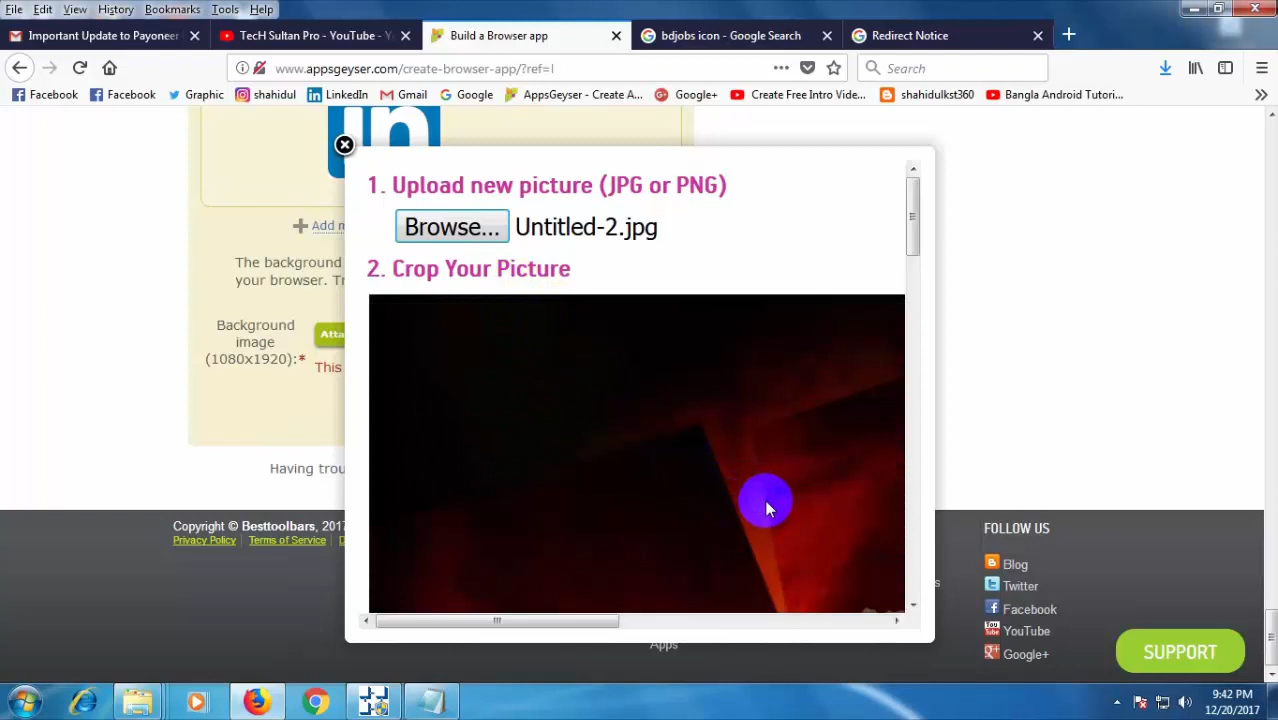 File Edit View History Bookmarks Tools Help
Important Update to Payoneer
TecH Sultan Pro - YouTube -
Build a Browser app
bdjobs icon - Google Search
Redirect Notice
www.appsgeyser.com/create-browser-app/?ref=
Search
Facebook Facebook Graphic shahidul LinkedIn Gmail Google AppsGeyser - Create A... Google+ Create Free Intro Vide... shahidulkst360 Bangla Android Tutori...
in
1. Upload new picture (JPG or PNG)
Browse... Untitled-2.jpg
2. Crop Your Picture
Add
The background
your browser.
Background
image
(1080x1920):*
This
Having
Copyright © Besttoolbars, 2017
Privacy Policy Terms of Service
Apps
FOLLOW US
Blog
Twitter
Facebook
YouTube
Google+
SUPPORT
9:42 PM
12/20/2017